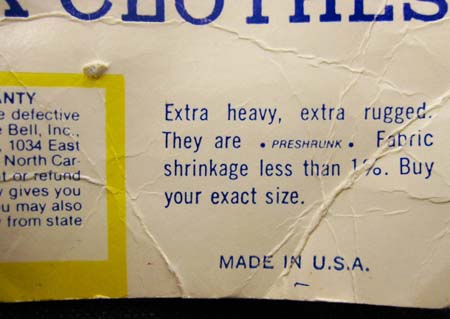 CLOTHES
ANTY
e defective
e Bell, Inc.,
, 1034 East
North Car-
at or refund
y gives you
u may also
from state
Extra heavy, extra rugged.
They are • PRESHRUNK • Fabric
shrinkage less than 1%. Buy
your exact size.
MADE IN U.S.A.